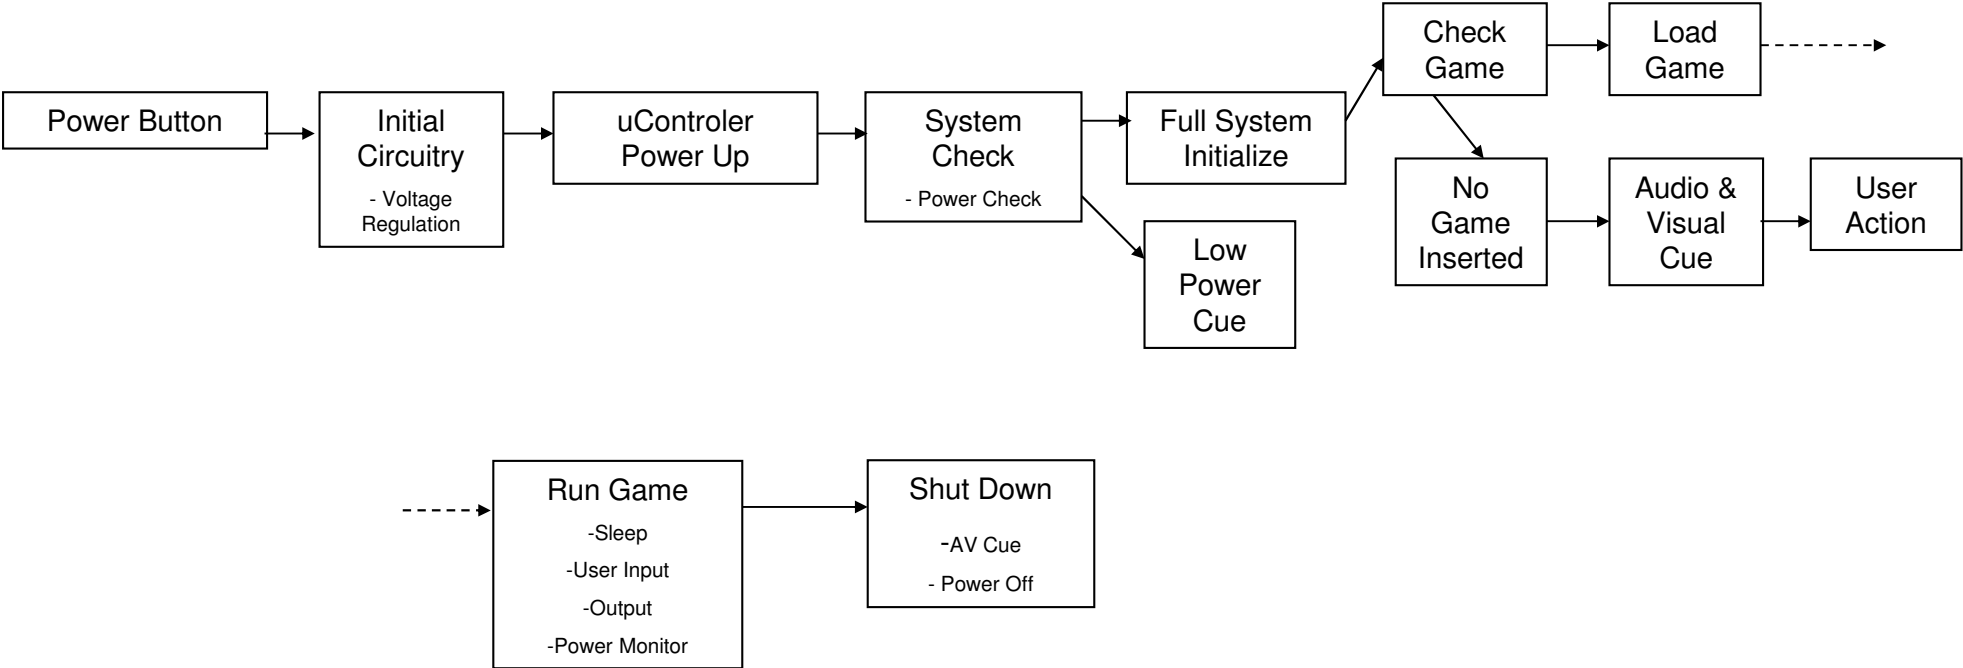 Power Button
Initial
Circuitry
- Voltage
Regulation
uControler
Power Up
System
Check
- Power Check
Full System
Initialize
Low
Power
Cue
Check
Game
Load
Game
No
Game
Inserted
Audio &
Visual
Cue
User
Action
Run Game
-Sleep
-User Input
-Output
-Power Monitor
Shut Down
-AV Cue
- Power Off